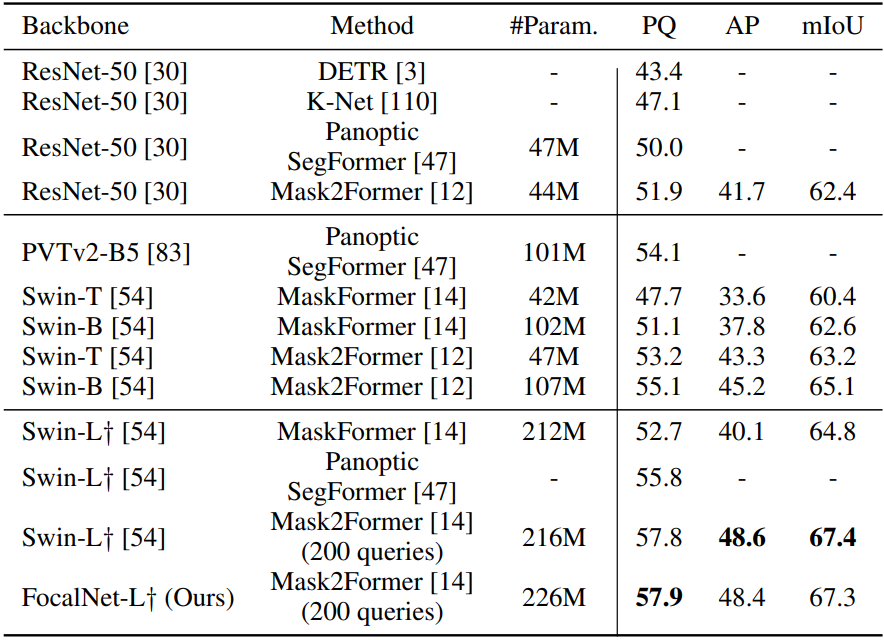 Backbone Method #Param. PQ AP mIoU
ResNet-50 [30] DETR [3] - 43.4 - -
ResNet-50 [30] K-Net [110] - 47.1 - -
ResNet-50 [30] Panoptic SegFormer [47] 47M 50.0 - -
ResNet-50 [30] Mask2Former [12] 44M 51.9 41.7 62.4
PVTv2-B5 [83] Panoptic SegFormer [47] 101M 54.1 - -
Swin-T [54] MaskFormer [14] 42M 47.7 33.6 60.4
Swin-B [54] MaskFormer [14] 102M 51.1 37.8 62.6
Swin-T [54] Mask2Former [12] 47M 53.2 43.3 63.2
Swin-B [54] Mask2Former [12] 107M 55.1 45.2 65.1
Swin-L† [54] MaskFormer [14] 212M 52.7 40.1 64.8
Swin-L† [54] Panoptic SegFormer [47] - 55.8 - -
Swin-L† [54] Mask2Former [14] (200 queries) 216M 57.8 48.6 67.4
FocalNet-L† (Ours) Mask2Former [14] (200 queries) 226M 57.9 48.4 67.3